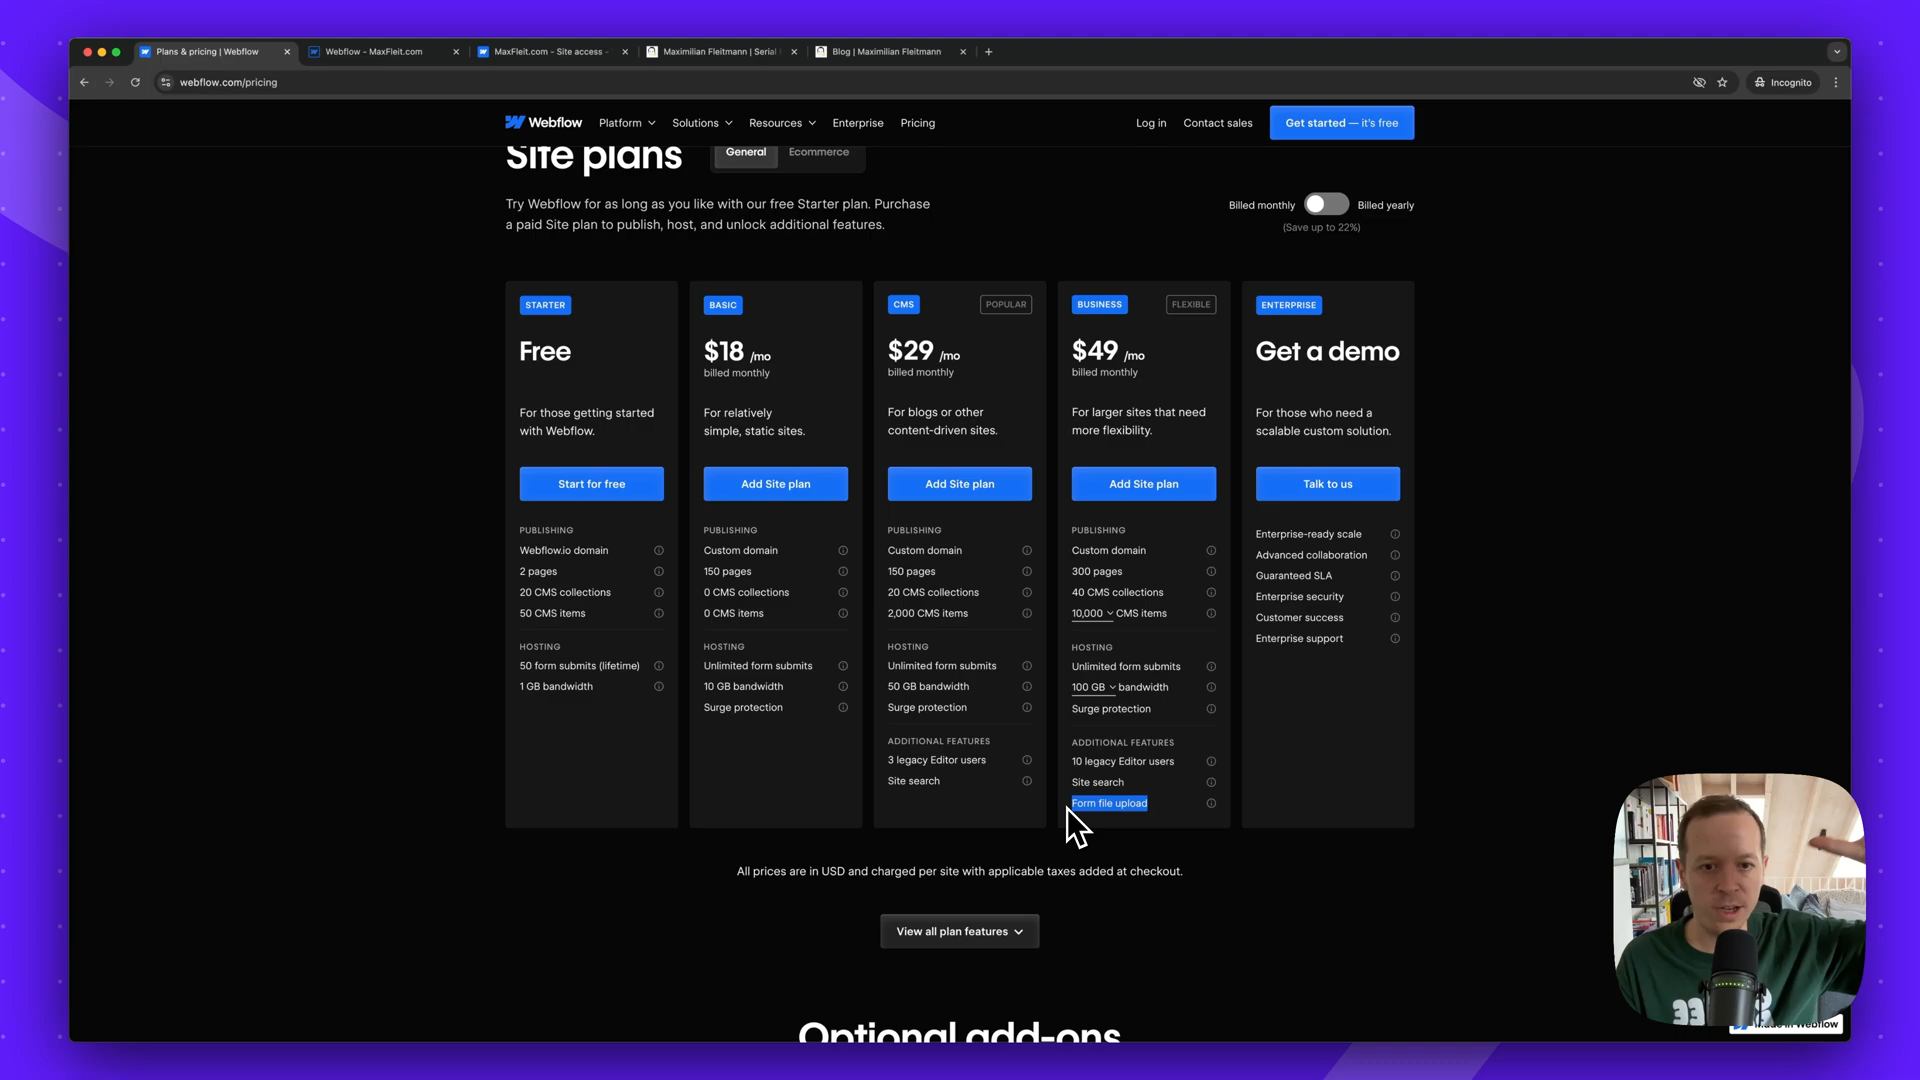 Plans & pricing | Webflow
Webflow - MaxFleit.com
MaxFleit.com - Site access -
Maximilian Fleitmann | Serial
Blog | Maximilian Fleitmann
webflow.com/pricing
Incognito
Webflow
Platform
Solutions
Resources
Enterprise
Pricing
Log in
Contact sales
Get started — it's free
Site plans
General
Ecommerce
Try Webflow for as long as you like with our free Starter plan. Purchase
a paid Site plan to publish, host, and unlock additional features.
Billed monthly
Billed yearly
(Save up to 22%)
STARTER
Free
For those getting started
with Webflow.
Start for free
PUBLISHING
Webflow.io domain
2 pages
20 CMS collections
50 CMS items
HOSTING
50 form submits (lifetime)
1 GB bandwidth
BASIC
$18 /mo
billed monthly
For relatively
simple, static sites.
Add Site plan
PUBLISHING
Custom domain
150 pages
0 CMS collections
0 CMS items
HOSTING
Unlimited form submits
10 GB bandwidth
Surge protection
CMS
POPULAR
$29 /mo
billed monthly
For blogs or other
content-driven sites.
Add Site plan
PUBLISHING
Custom domain
150 pages
20 CMS collections
2,000 CMS items
HOSTING
Unlimited form submits
50 GB bandwidth
Surge protection
ADDITIONAL FEATURES
3 legacy Editor users
Site search
BUSINESS
FLEXIBLE
$49 /mo
billed monthly
For larger sites that need
more flexibility.
Add Site plan
PUBLISHING
Custom domain
300 pages
40 CMS collections
10,000 CMS items
HOSTING
Unlimited form submits
100 GB bandwidth
Surge protection
ADDITIONAL FEATURES
10 legacy Editor users
Site search
Form file upload
ENTERPRISE
Get a demo
For those who need a
scalable custom solution.
Talk to us
Enterprise-ready scale
Advanced collaboration
Guaranteed SLA
Enterprise security
Customer success
Enterprise support
All prices are in USD and charged per site with applicable taxes added at checkout.
View all plan features
Optional add-ons
33
Made in Webflow